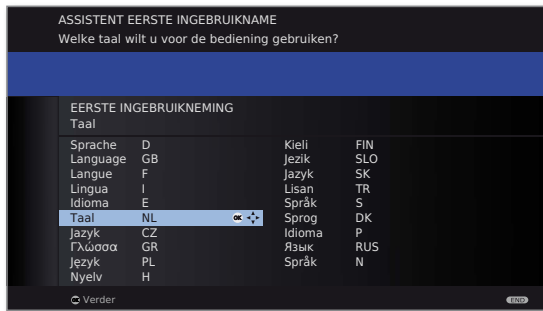 ASSISTENT EERSTE INGEBRUIKNAME
Welke taal wilt u voor de bediening gebruiken?
EERSTE INGEBRUIKNEMING
Taal
Sprache D
Language GB
Langue F
Lingua I
Idioma E
Taal NL OK
Jazyk CZ
Γλώσσα GR
Język PL
Nyelv H
Kieli FIN
Jezik SLO
Jazyk SK
Lisan TR
Språk S
Sprog DK
Idioma P
Язык RUS
Språk N
OK Verder
END